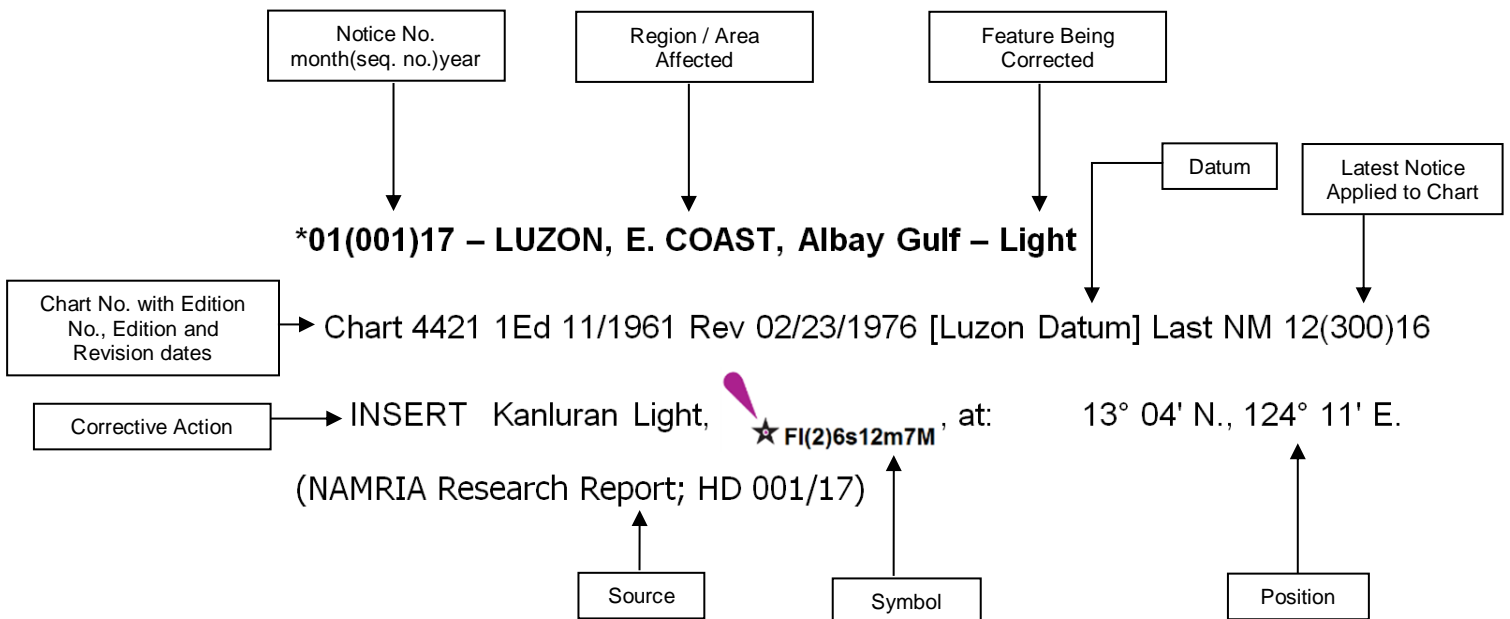 Notice No.
month(seq. no.)year
Region / Area
Affected
Feature Being
Corrected
Datum
Latest Notice
Applied to Chart
*01(001)17 – LUZON, E. COAST, Albay Gulf – Light
Chart No. with Edition
No., Edition and
Revision dates
Chart 4421 1Ed 11/1961 Rev 02/23/1976 [Luzon Datum] Last NM 12(300)16
Corrective Action
INSERT Kanluran Light, Fl(2)6s12m7M , at: 13° 04' N., 124° 11' E.
(NAMRIA Research Report; HD 001/17)
Source
Symbol
Position